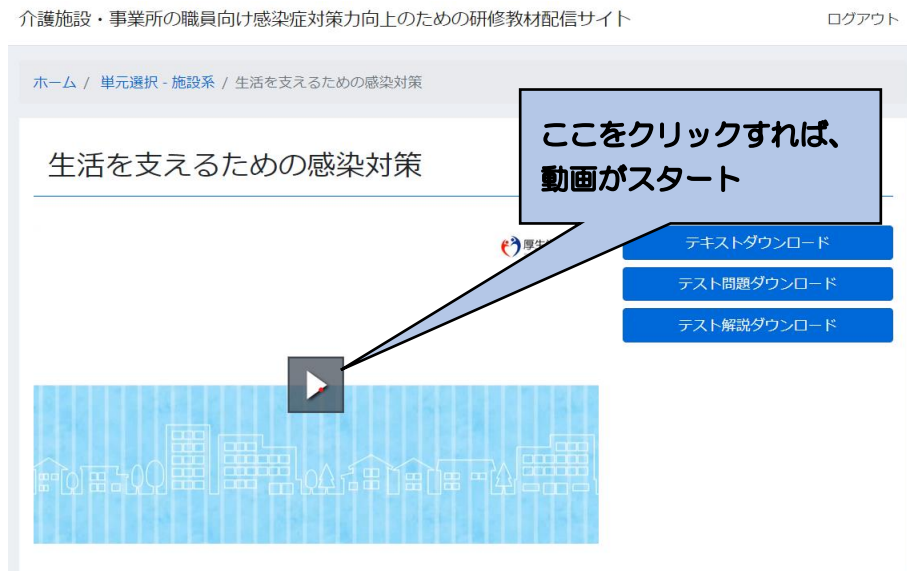 介護施設・事業所の職員向け感染症対策力向上のための研修教材配信サイト
ログアウト
ホーム / 単元選択 - 施設系 / 生活を支えるための感染対策
ここをクリックすれば、
動画がスタート
生活を支えるための感染対策
厚生
テキストダウンロード
テスト問題ダウンロード
テスト解説ダウンロード